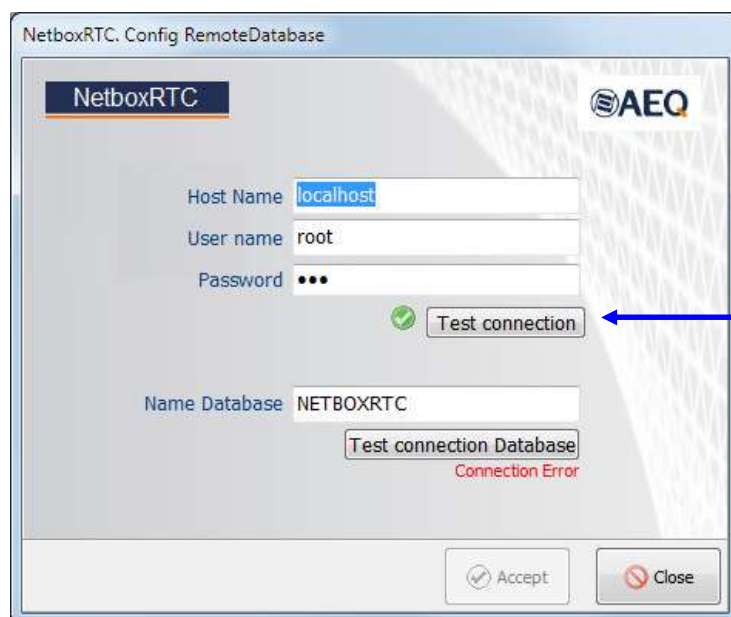 NetboxRTC. Config RemoteDatabase
NetboxRTC
AEQ
Host Name localhost
User name root
Password •••
Test connection
Name Database NETBOXRTC
Test connection Database
Connection Error
Accept Close